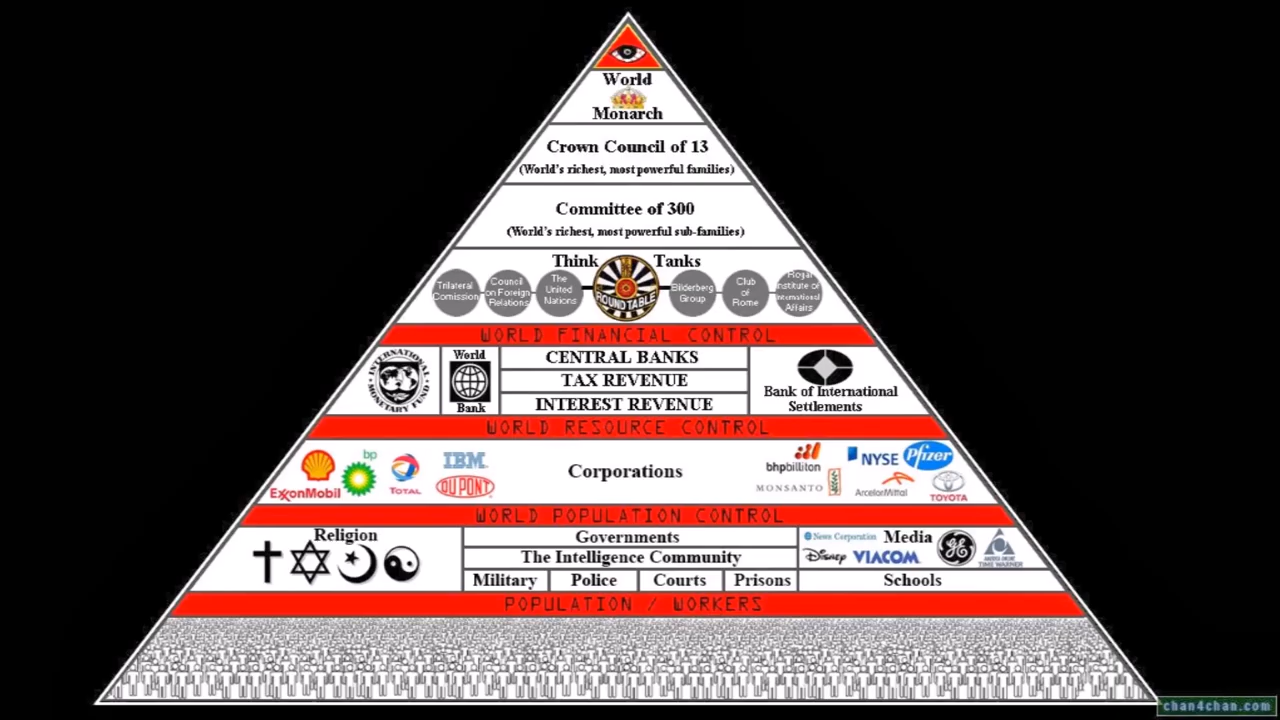 World
Monarch
Crown Council of 13
(World's richest, most powerful families)
Committee of 300
(World's richest, most powerful sub-families)
Think Tanks
Trilateral
Comission
Council
on Foreign
Relations
The
United
Nations
ROUND TABLE
Bilderberg
Group
Club
of
Rome
Royal
Institute of
International
Affairs
WORLD FINANCIAL CONTROL
INTERNATIONAL MONETARY FUND
World
Bank
CENTRAL BANKS
TAX REVENUE
INTEREST REVENUE
Bank of International
Settlements
WORLD RESOURCE CONTROL
ExxonMobil
bp
TOTAL
IBM
DU PONT
Corporations
bhpbilliton
MONSANTO
NYSE
Pfizer
ArcelorMittal
TOYOTA
WORLD POPULATION CONTROL
Religion
Governments
The Intelligence Community
Military Police Courts Prisons
News Corporation
Media
Disney
VIACOM
GE
TIME WARNER
Schools
POPULATION / WORKERS
chan4chan.com